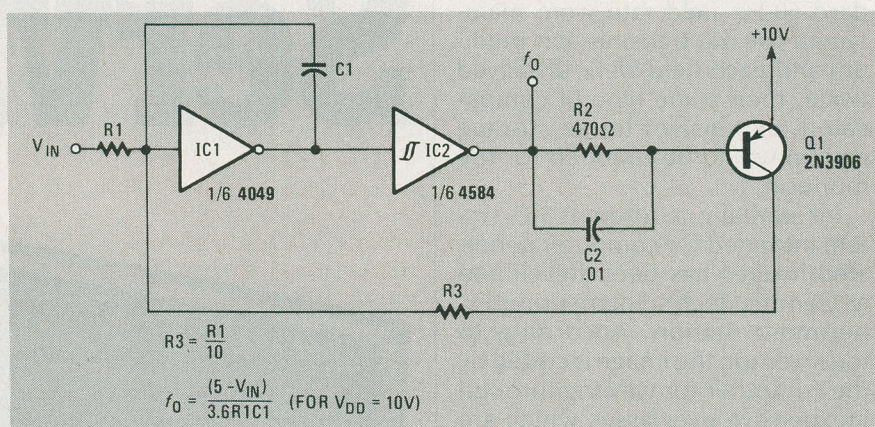 +10V
f0
C1
R1
R2
470Ω
VIN
IC1
IC2
Q1
2N3906
1/6 4049
1/6 4584
C2
.01
R3
R3 = R1/10
f0 = (5 -VIN)/3.6R1C1 (FOR VDD = 10V)